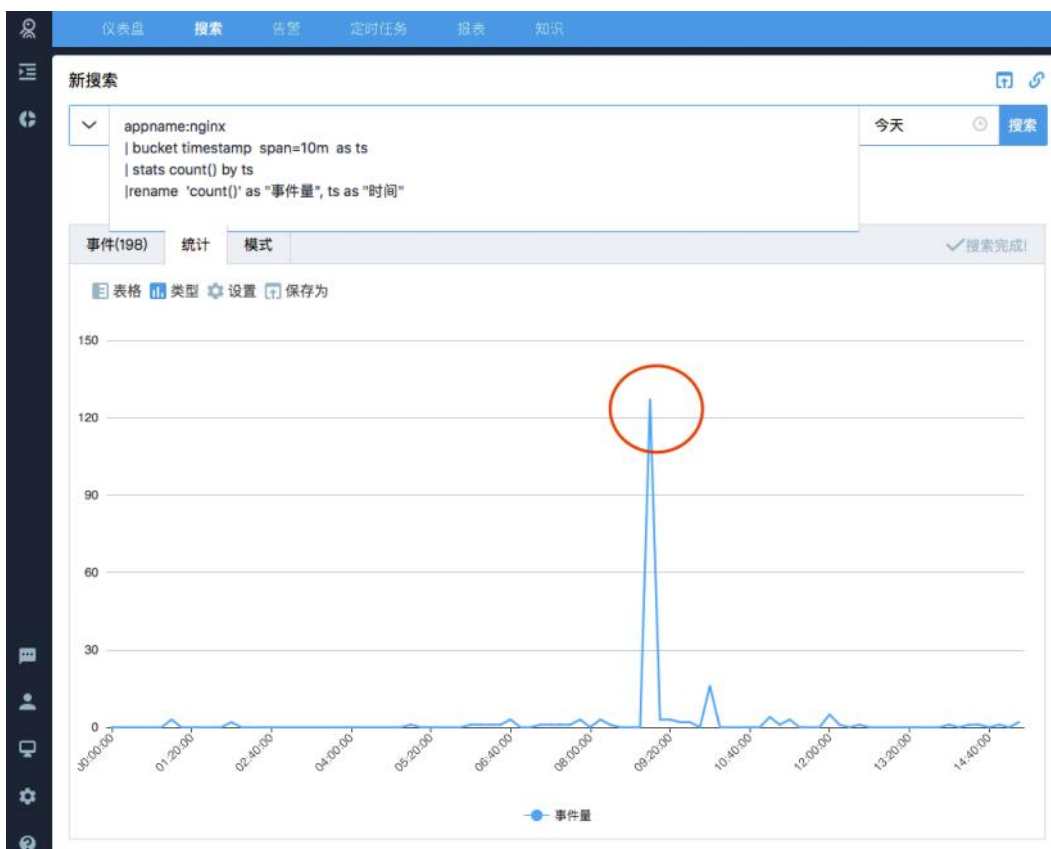 仪表盘 搜索 告警 定时任务 报表 知识
新搜索
appname:nginx
| bucket timestamp span=10m as ts
| stats count() by ts
|rename 'count()' as "事件量", ts as "时间"
今天 搜索
事件(198) 统计 模式 搜索完成!
表格 类型 设置 保存为
150
120
90
60
30
0
00:00:00 01:20:00 02:40:00 04:00:00 05:20:00 06:40:00 08:00:00 09:20:00 10:40:00 12:00:00 13:20:00 14:40:00
事件量